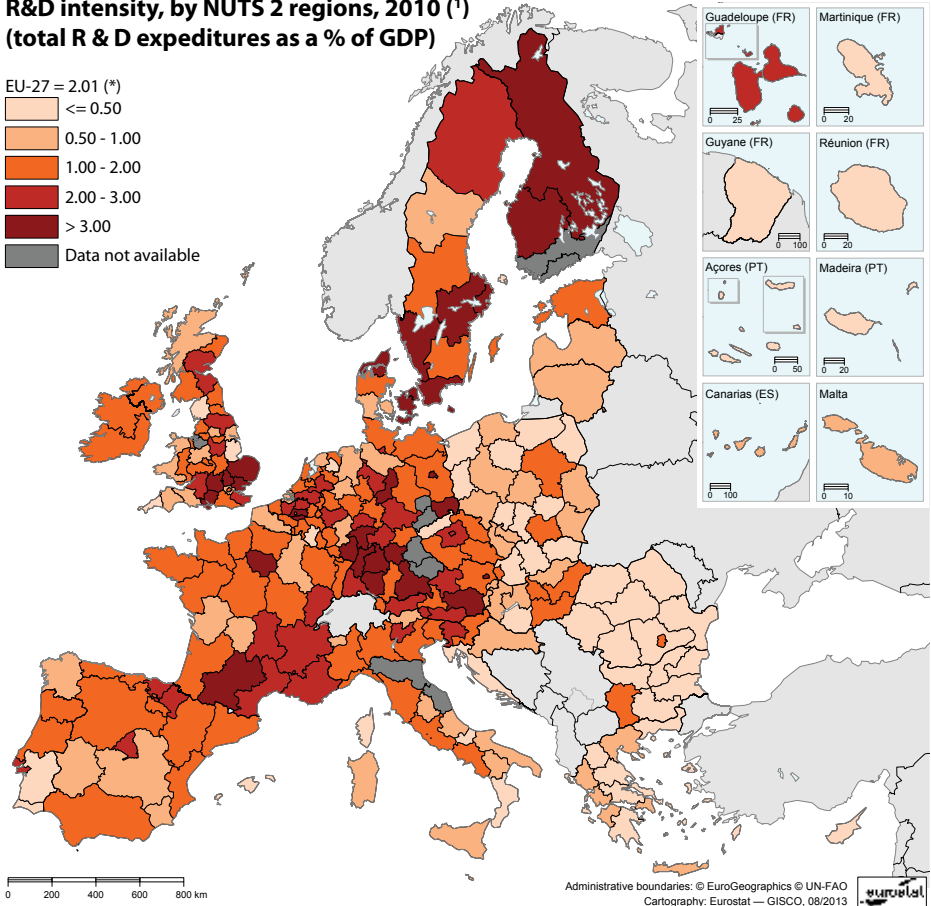 R&D intensity, by NUTS 2 regions, 2010 (¹)
(total R & D expeditures as a % of GDP)
EU-27 = 2.01 (*)
<= 0.50
0.50 - 1.00
1.00 - 2.00
2.00 - 3.00
> 3.00
Data not available
Guadeloupe (FR)
0 25
Martinique (FR)
0 20
Guyane (FR)
0 100
Réunion (FR)
0 20
Açores (PT)
0 50
Madeira (PT)
0 20
Canarias (ES)
0 100
Malta
0 10
0 200 400 600 800 km
Administrative boundaries: © EuroGeographics © UN-FAO
Cartography: Eurostat — GISCO, 08/2013
eurostat